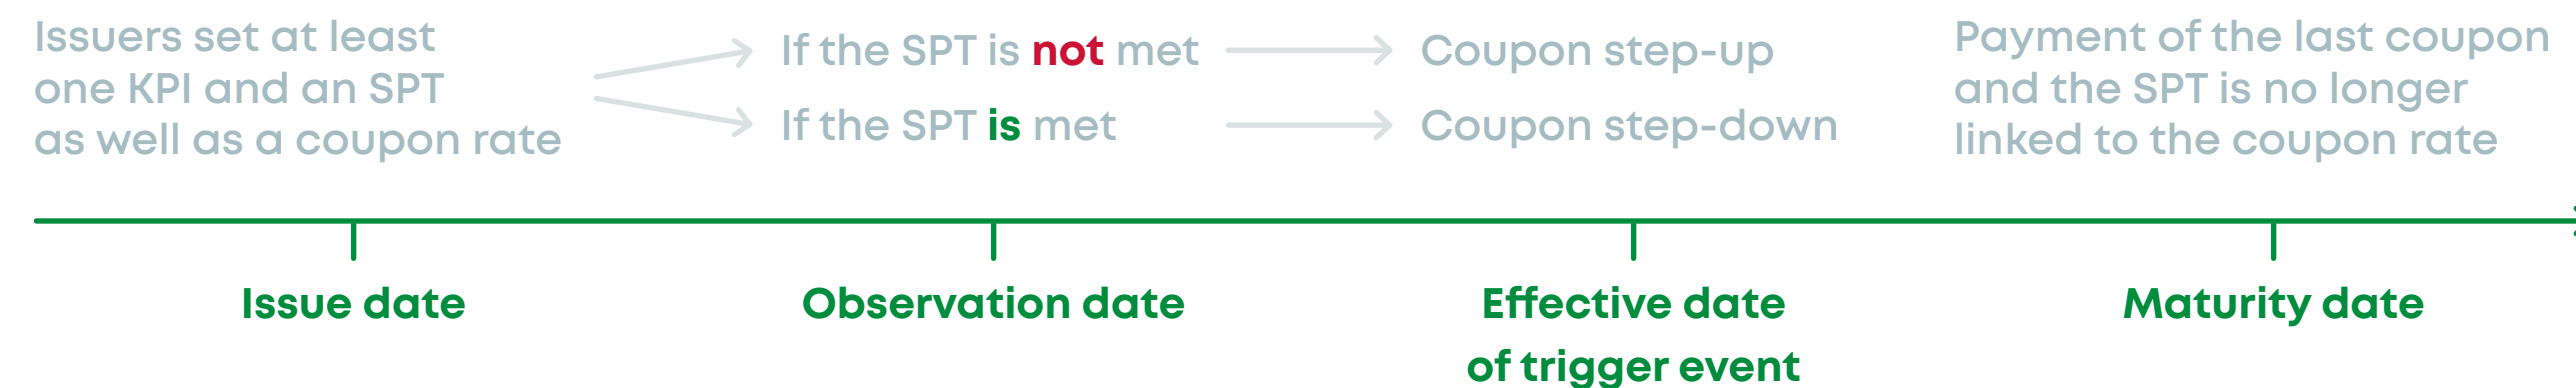 Issuers set at least
one KPI and an SPT
as well as a coupon rate
If the SPT is not met
If the SPT is met
Coupon step-up
Coupon step-down
Payment of the last coupon
and the SPT is no longer
linked to the coupon rate
Issue date
Observation date
Effective date
of trigger event
Maturity date